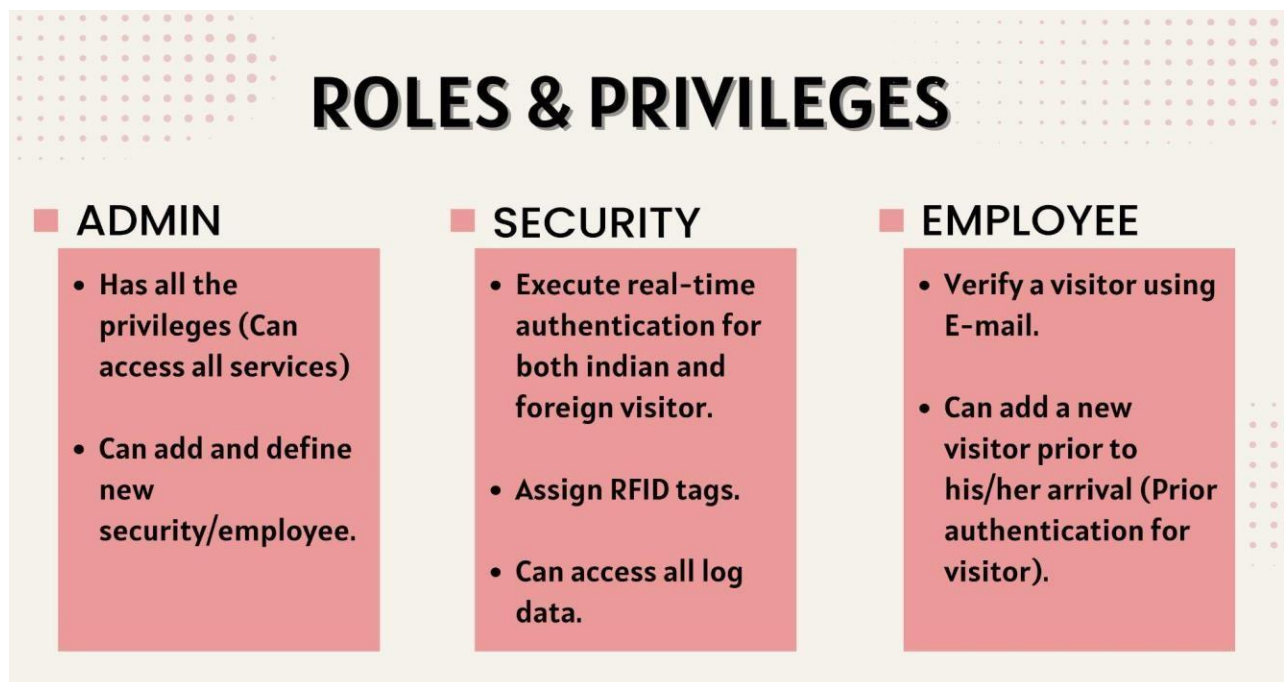 ROLES & PRIVILEGES
ADMIN
• Has all the
privileges (Can
access all services)
• Can add and define
new
security/employee.
SECURITY
• Execute real-time
authentication for
both indian and
foreign visitor.
• Assign RFID tags.
• Can access all log
data.
EMPLOYEE
• Verify a visitor using
E-mail.
• Can add a new
visitor prior to
his/her arrival (Prior
authentication for
visitor).